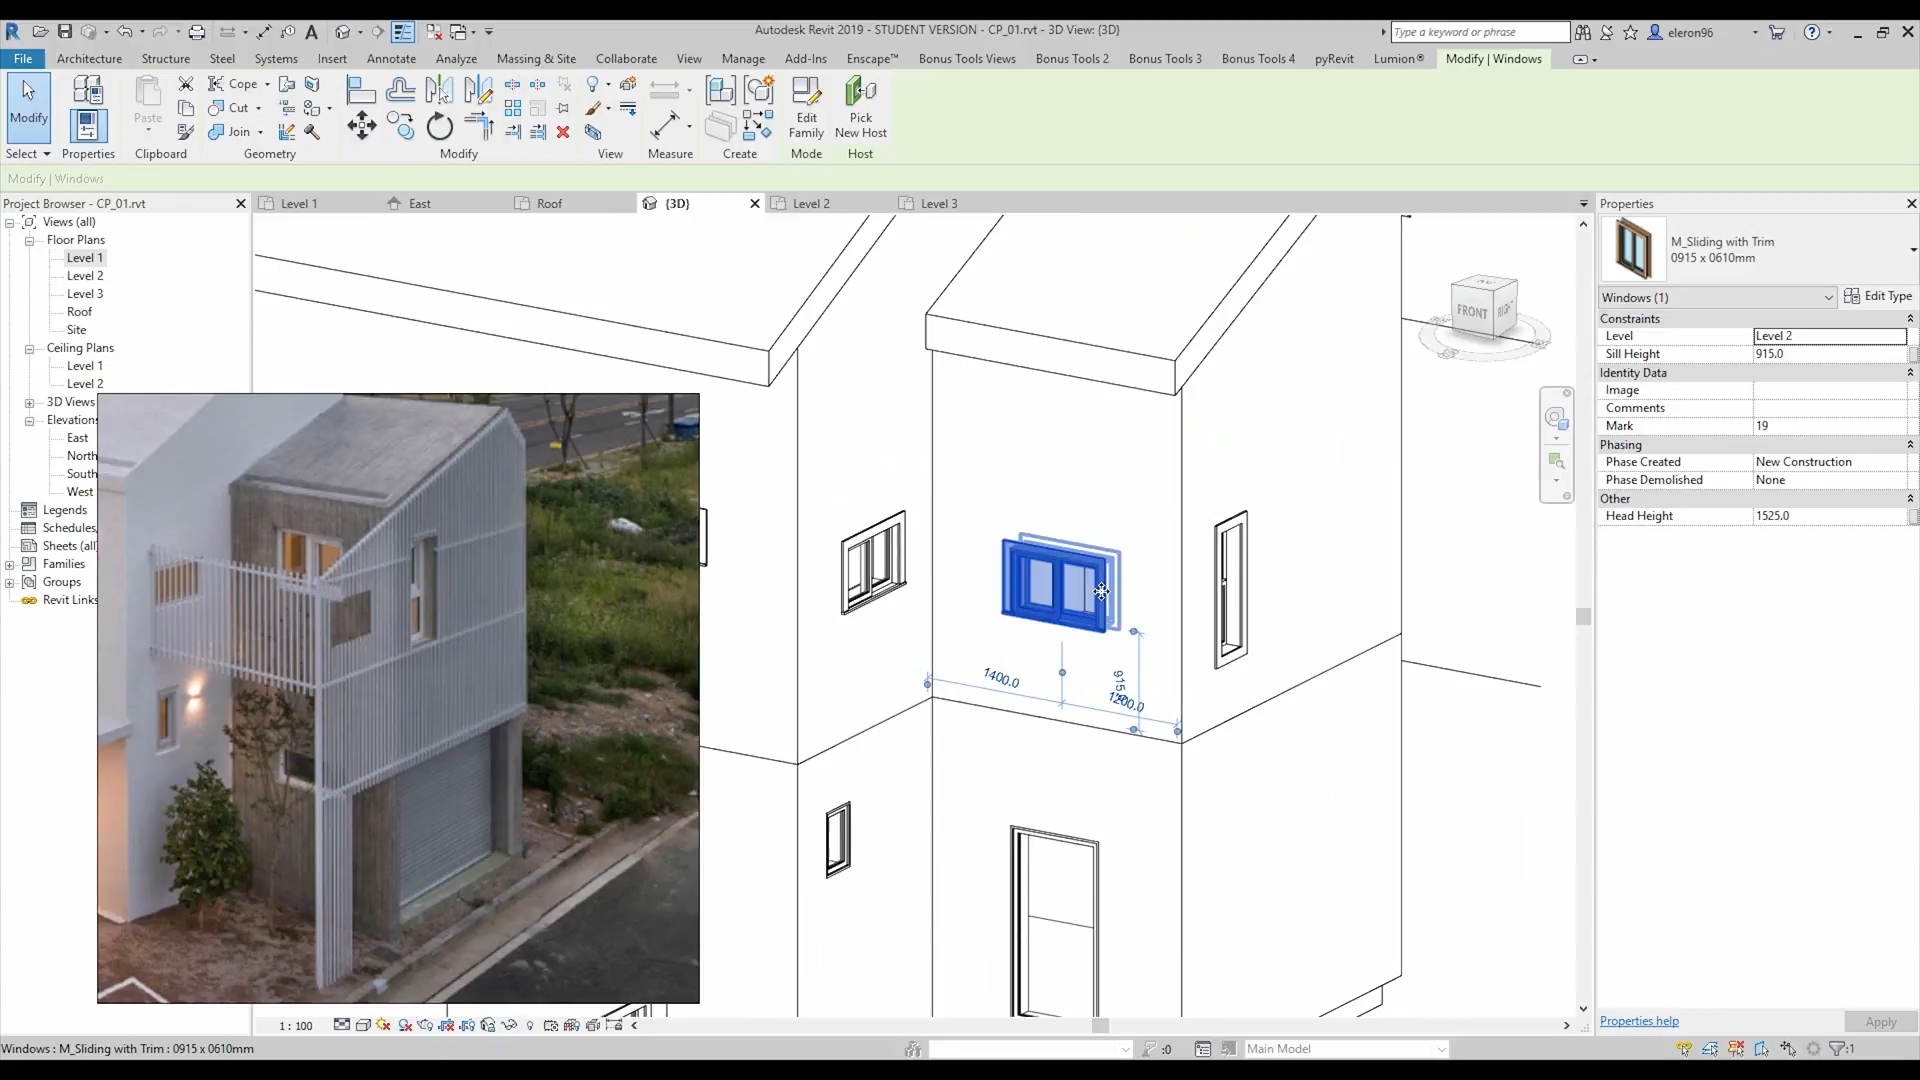 Autodesk Revit 2019 - STUDENT VERSION - CP_01.rvt - 3D View: {3D}
Type a keyword or phrase
eleron96
File
Architecture
Structure
Steel
Systems
Insert
Annotate
Analyze
Massing & Site
Collaborate
View
Manage
Add-Ins
Enscape™
Bonus Tools Views
Bonus Tools 2
Bonus Tools 3
Bonus Tools 4
pyRevit
Lumion®
Modify | Windows
Modify
Paste
Cope
Cut
Join
Edit
Family
Pick
New Host
Select
Properties
Clipboard
Geometry
Modify
View
Measure
Create
Mode
Host
Modify | Windows
Project Browser - CP_01.rvt
Level 1
East
Roof
{3D}
Level 2
Level 3
Properties
Views (all)
Floor Plans
Level 1
Level 2
Level 3
Roof
Site
Ceiling Plans
Level 1
Level 2
3D Views
Elevations
East
North
South
West
Legends
Schedules,
Sheets (all)
Families
Groups
Revit Links
FRONT
1400.0
1200.0
M_Sliding with Trim
0915 x 0610mm
Windows (1)
Edit Type
Constraints
Level
Level 2
Sill Height
915.0
Identity Data
Image
Comments
Mark
19
Phasing
Phase Created
New Construction
Phase Demolished
None
Other
Head Height
1525.0
Properties help
Apply
1 : 100
Windows : M_Sliding with Trim : 0915 x 0610mm
:0
Main Model
:1